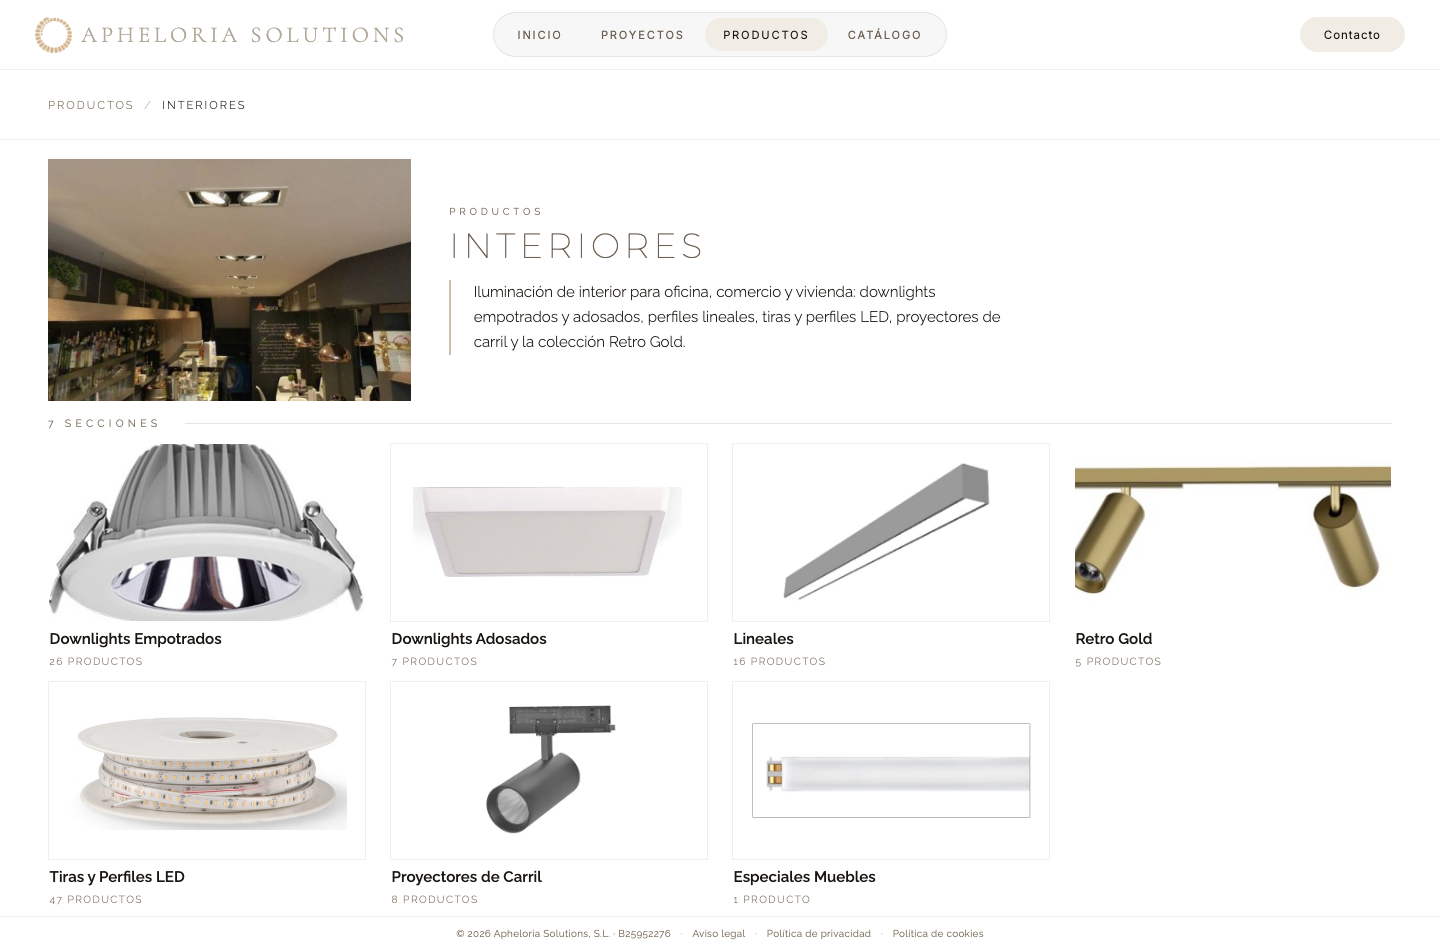 APHELORIA SOLUTIONS
INICIO
PROYECTOS
PRODUCTOS
CATÁLOGO
Contacto
PRODUCTOS / INTERIORES
PRODUCTOS
INTERIORES
Iluminación de interior para oficina, comercio y vivienda: downlights
empotrados y adosados, perfiles lineales, tiras y perfiles LED, proyectores de
carril y la colección Retro Gold.
7 SECCIONES
Downlights Empotrados
26 PRODUCTOS
Downlights Adosados
7 PRODUCTOS
Lineales
16 PRODUCTOS
Retro Gold
5 PRODUCTOS
Tiras y Perfiles LED
47 PRODUCTOS
Proyectores de Carril
8 PRODUCTOS
Especiales Muebles
1 PRODUCTO
© 2026 Apheloria Solutions, S.L. · B25952276 · Aviso legal · Política de privacidad · Política de cookies